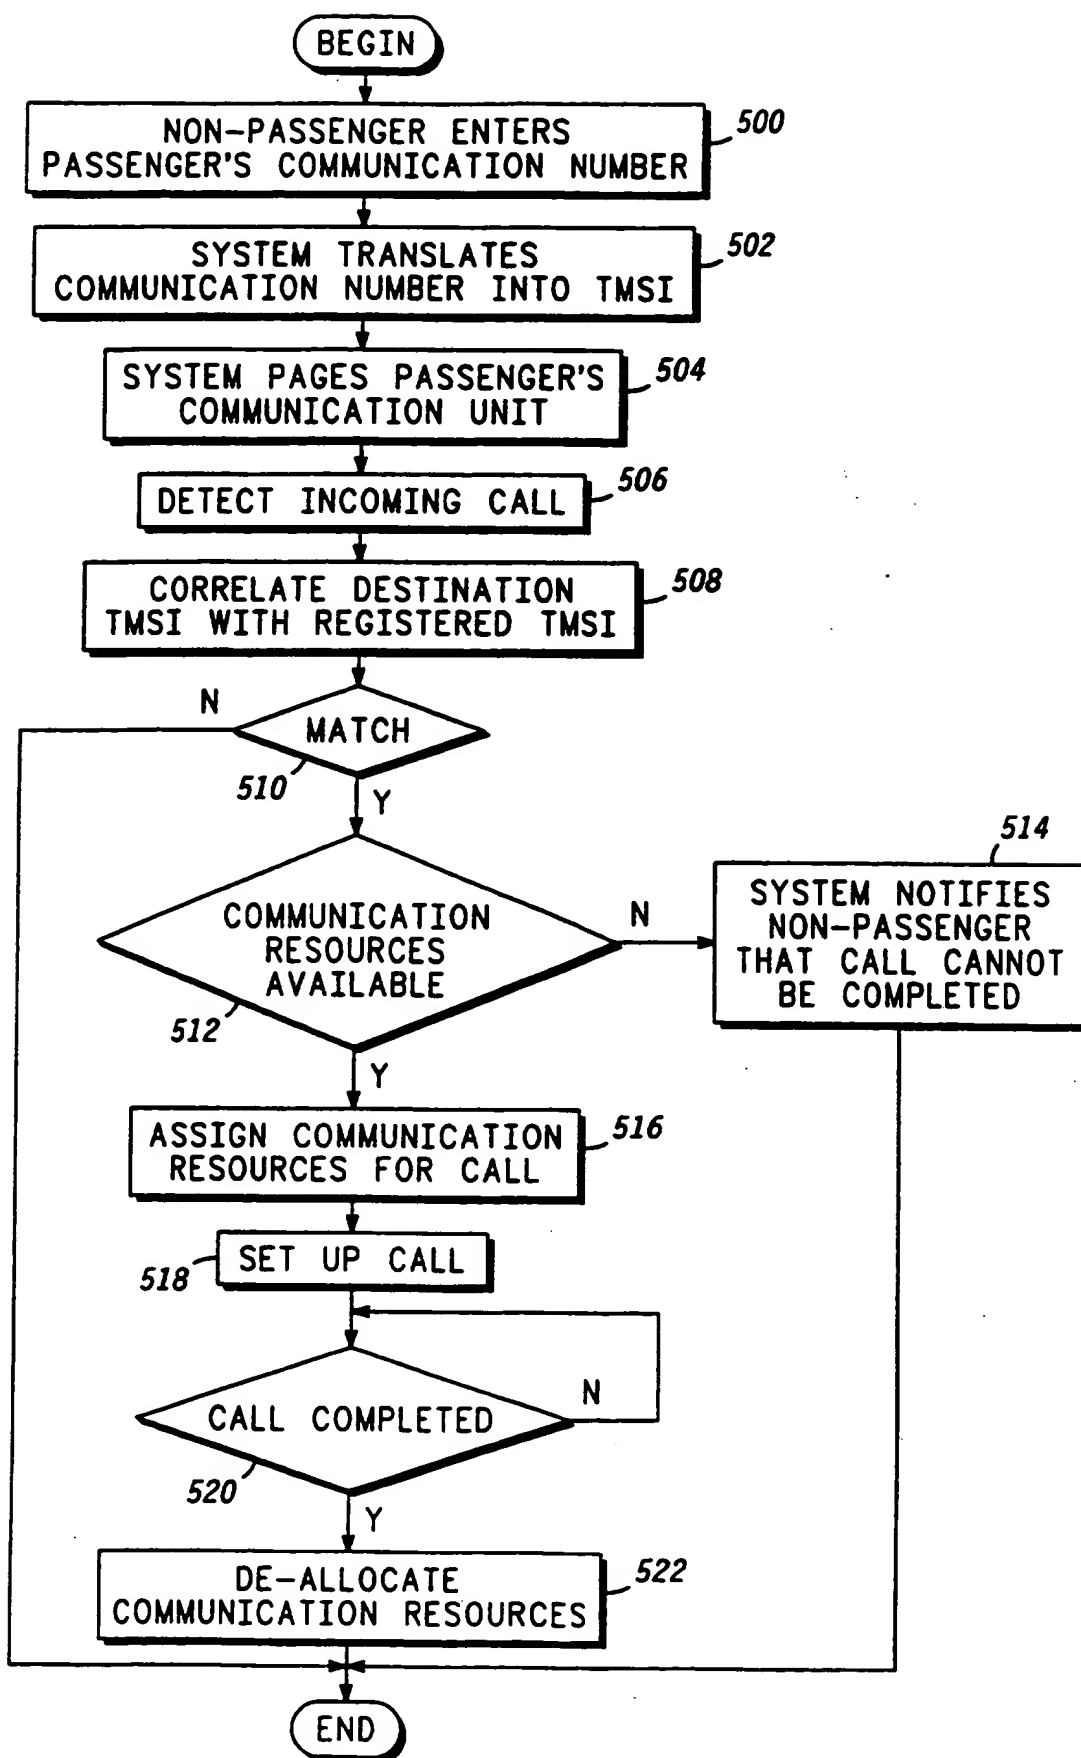 BEGIN
NON-PASSENGER ENTERS
PASSENGER'S COMMUNICATION NUMBER
500
SYSTEM TRANSLATES
COMMUNICATION NUMBER INTO TMSI
502
SYSTEM PAGES PASSENGER'S
COMMUNICATION UNIT
504
DETECT INCOMING CALL
506
CORRELATE DESTINATION
TMSI WITH REGISTERED TMSI
508
N
MATCH
510
Y
COMMUNICATION
RESOURCES
AVAILABLE
512
N
514
SYSTEM NOTIFIES
NON-PASSENGER
THAT CALL CANNOT
BE COMPLETED
Y
ASSIGN COMMUNICATION
RESOURCES FOR CALL
516
SET UP CALL
518
CALL COMPLETED
N
520
Y
DE-ALLOCATE
COMMUNICATION RESOURCES
522
END